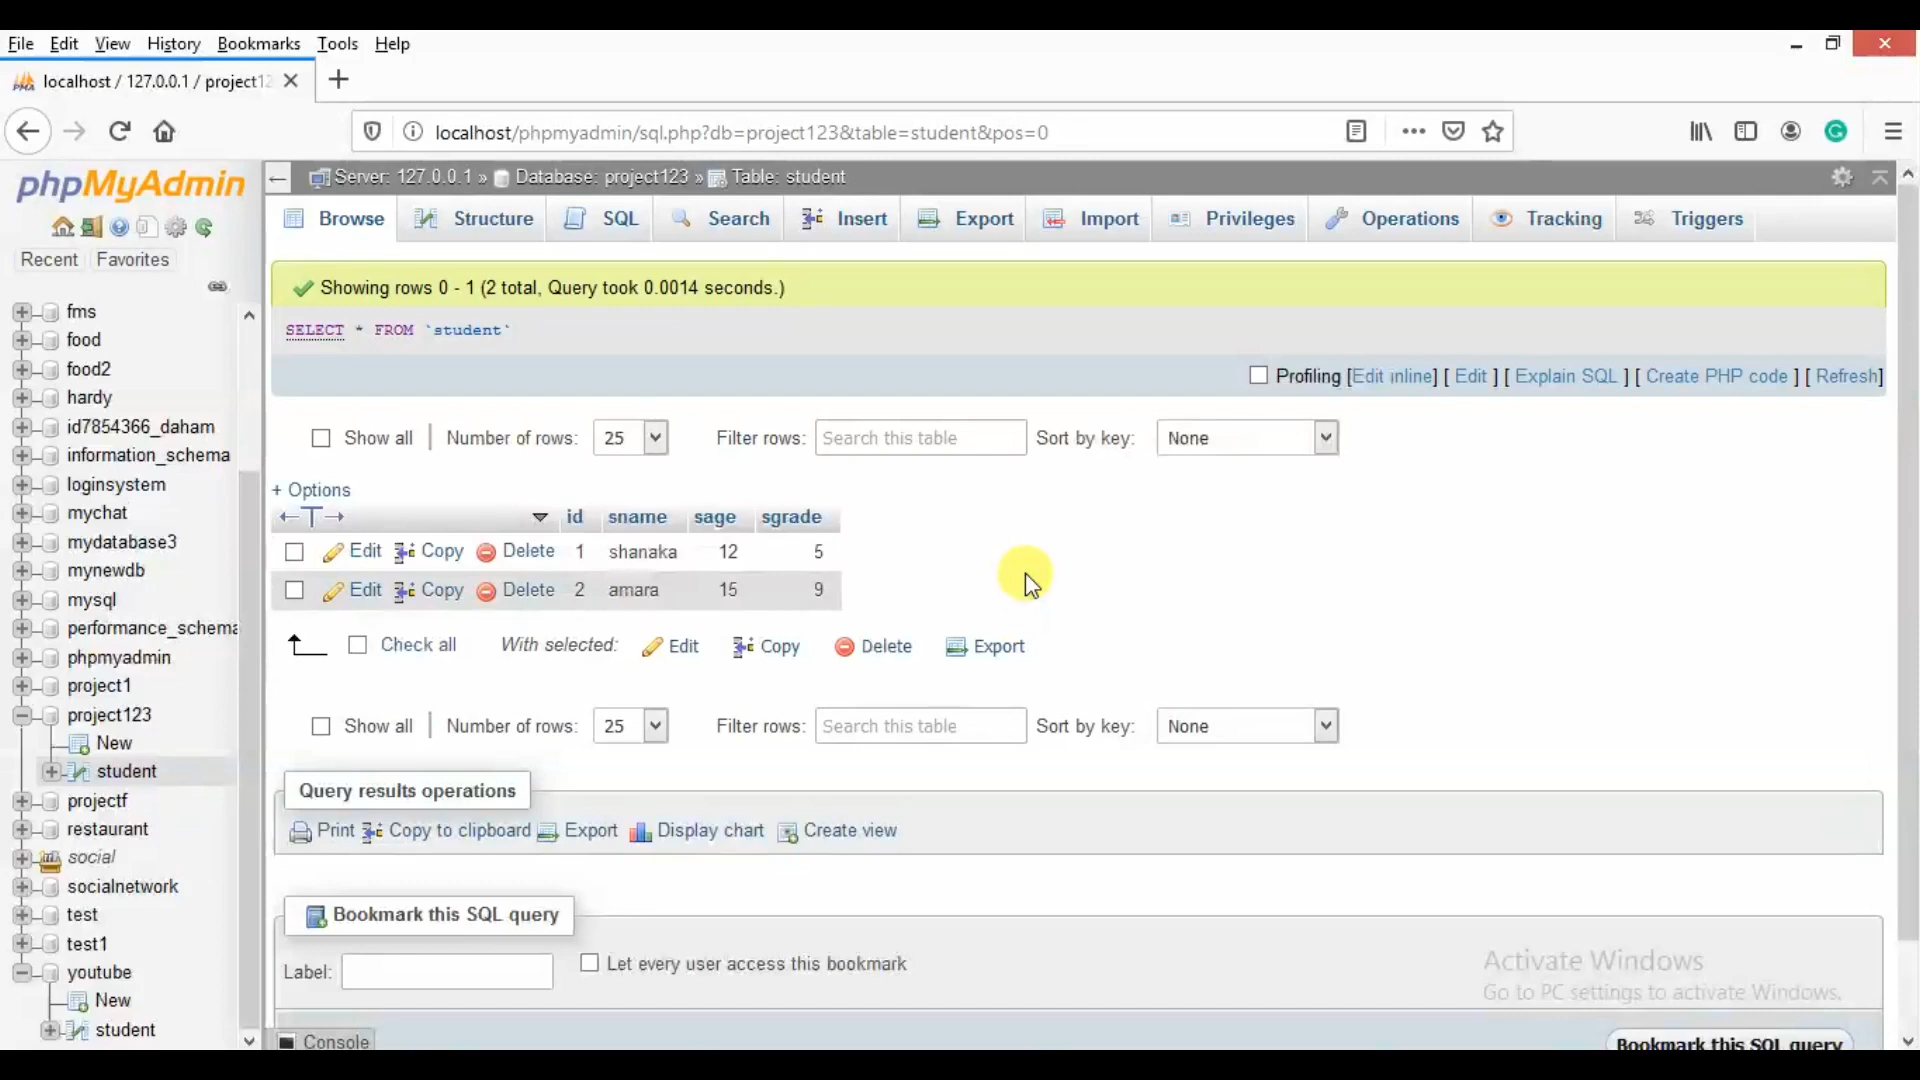 File Edit View History Bookmarks Tools Help
localhost / 127.0.0.1 / project12
localhost/phpmyadmin/sql.php?db=project123&table=student&pos=0
phpMyAdmin
Recent Favorites
fms
food
food2
hardy
id7854366_daham
information_schema
loginsystem
mychat
mydatabase3
mynewdb
mysql
performance_schema
phpmyadmin
project1
project123
New
student
projectf
restaurant
social
socialnetwork
test
test1
youtube
New
student
Server: 127.0.0.1 » Database: project123 » Table: student
Browse Structure SQL Search Insert Export Import Privileges Operations Tracking Triggers
Showing rows 0 - 1 (2 total, Query took 0.0014 seconds.)
SELECT * FROM `student`
Profiling [Edit inline] [ Edit ] [ Explain SQL ] [ Create PHP code ] [ Refresh]
Show all Number of rows: 25 Filter rows: Search this table Sort by key: None
+ Options
id sname sage sgrade
Edit Copy Delete 1 shanaka 12 5
Edit Copy Delete 2 amara 15 9
Check all With selected: Edit Copy Delete Export
Show all Number of rows: 25 Filter rows: Search this table Sort by key: None
Query results operations
Print Copy to clipboard Export Display chart Create view
Bookmark this SQL query
Label: Let every user access this bookmark
Activate Windows
Go to PC settings to activate Windows.
Console
Bookmark this SQL query